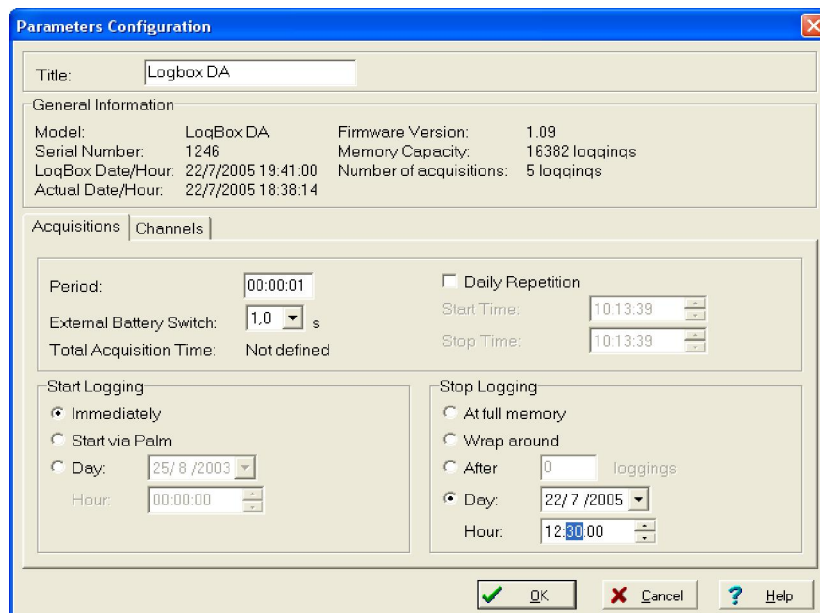 Parameters Configuration
Title: Logbox DA
General Information
Model: LogBox DA Firmware Version: 1.09
Serial Number: 1246 Memory Capacity: 16382 loggings
LogBox Date/Hour: 22/7/2005 19:41:00 Number of acquisitions: 5 loggings
Actual Date/Hour: 22/7/2005 18:38:14
Acquisitions Channels
Period: 00:00:01 Daily Repetition
External Battery Switch: 1,0 s Start Time: 10:13:39
Total Acquisition Time: Not defined Stop Time: 10:13:39
Start Logging
Immediately
Start via Palm
Day: 25/ 8 /2003
Hour: 00:00:00
Stop Logging
At full memory
Wrap around
After 0 loggings
Day: 22/ 7 /2005
Hour: 12:30:00
OK Cancel Help